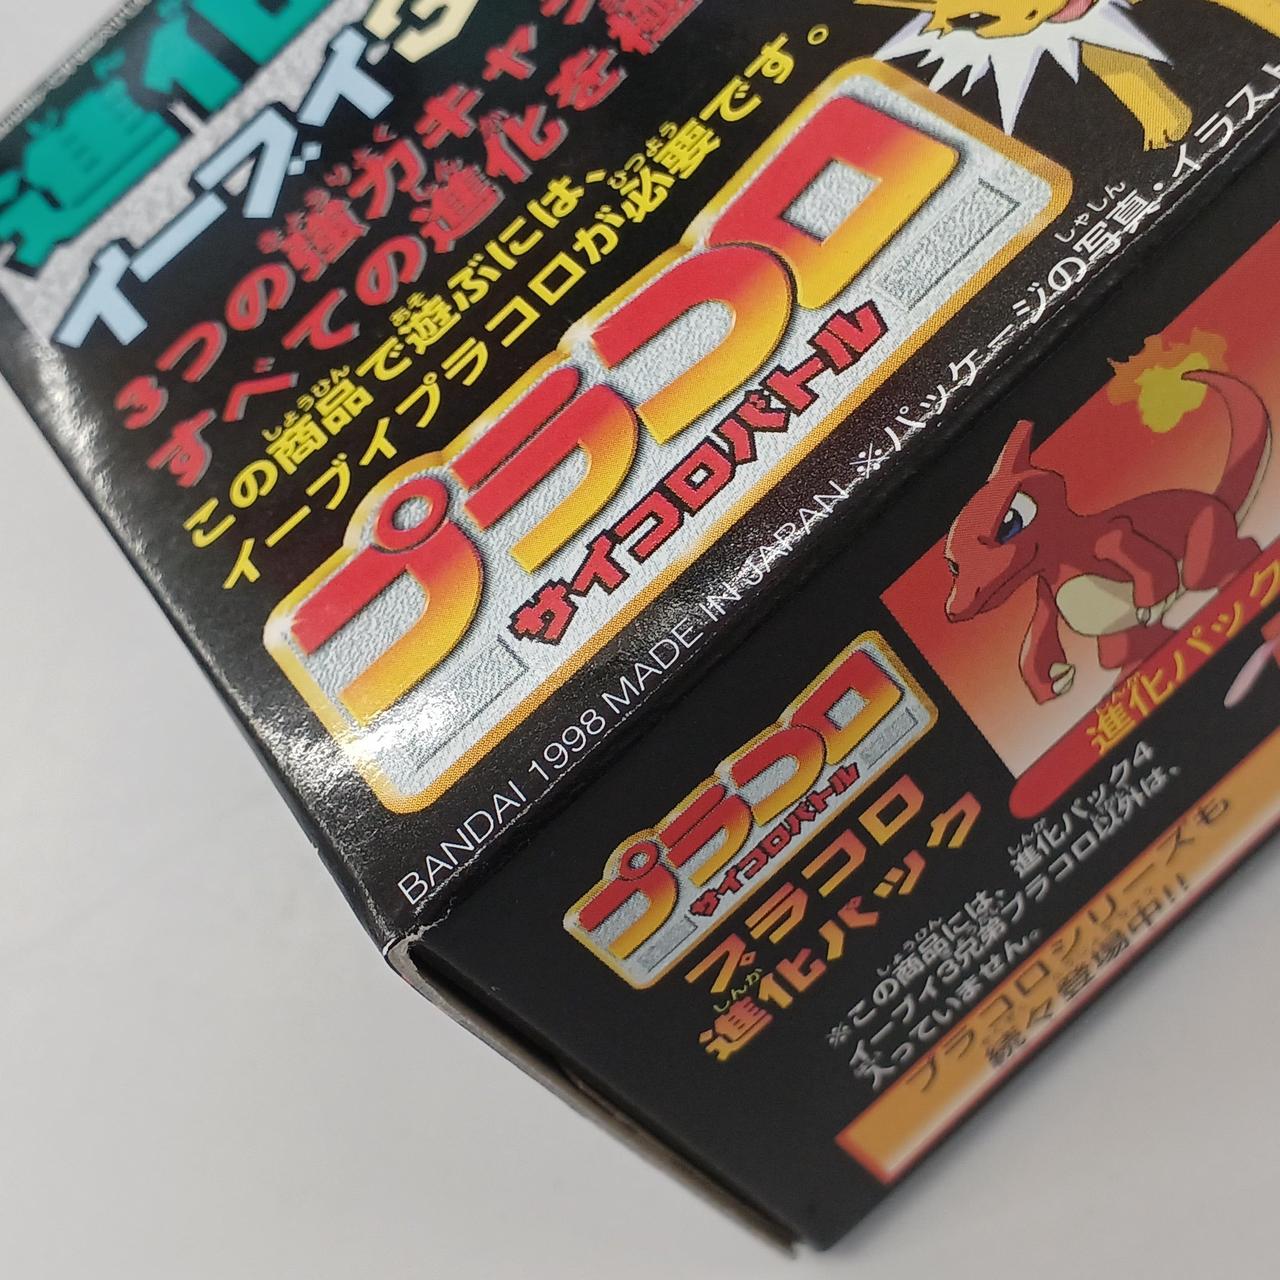 進化
イーブイ3
3つの強力キャラ
すべての進化を極
この商品で遊ぶには、
イーブイプラコロが必要です。
プラコロ
サイコロバトル
BANDAI 1998 MADE IN JAPAN ※パッケージの写真・イラスト
進化パック
プラコロ
サイコロバトル
プラコロ
進化パック
※この商品には、進化パック4
イーブイ3兄弟プラコロ以外は、
入っていません。
プラコロシリーズも
続々登場中!!